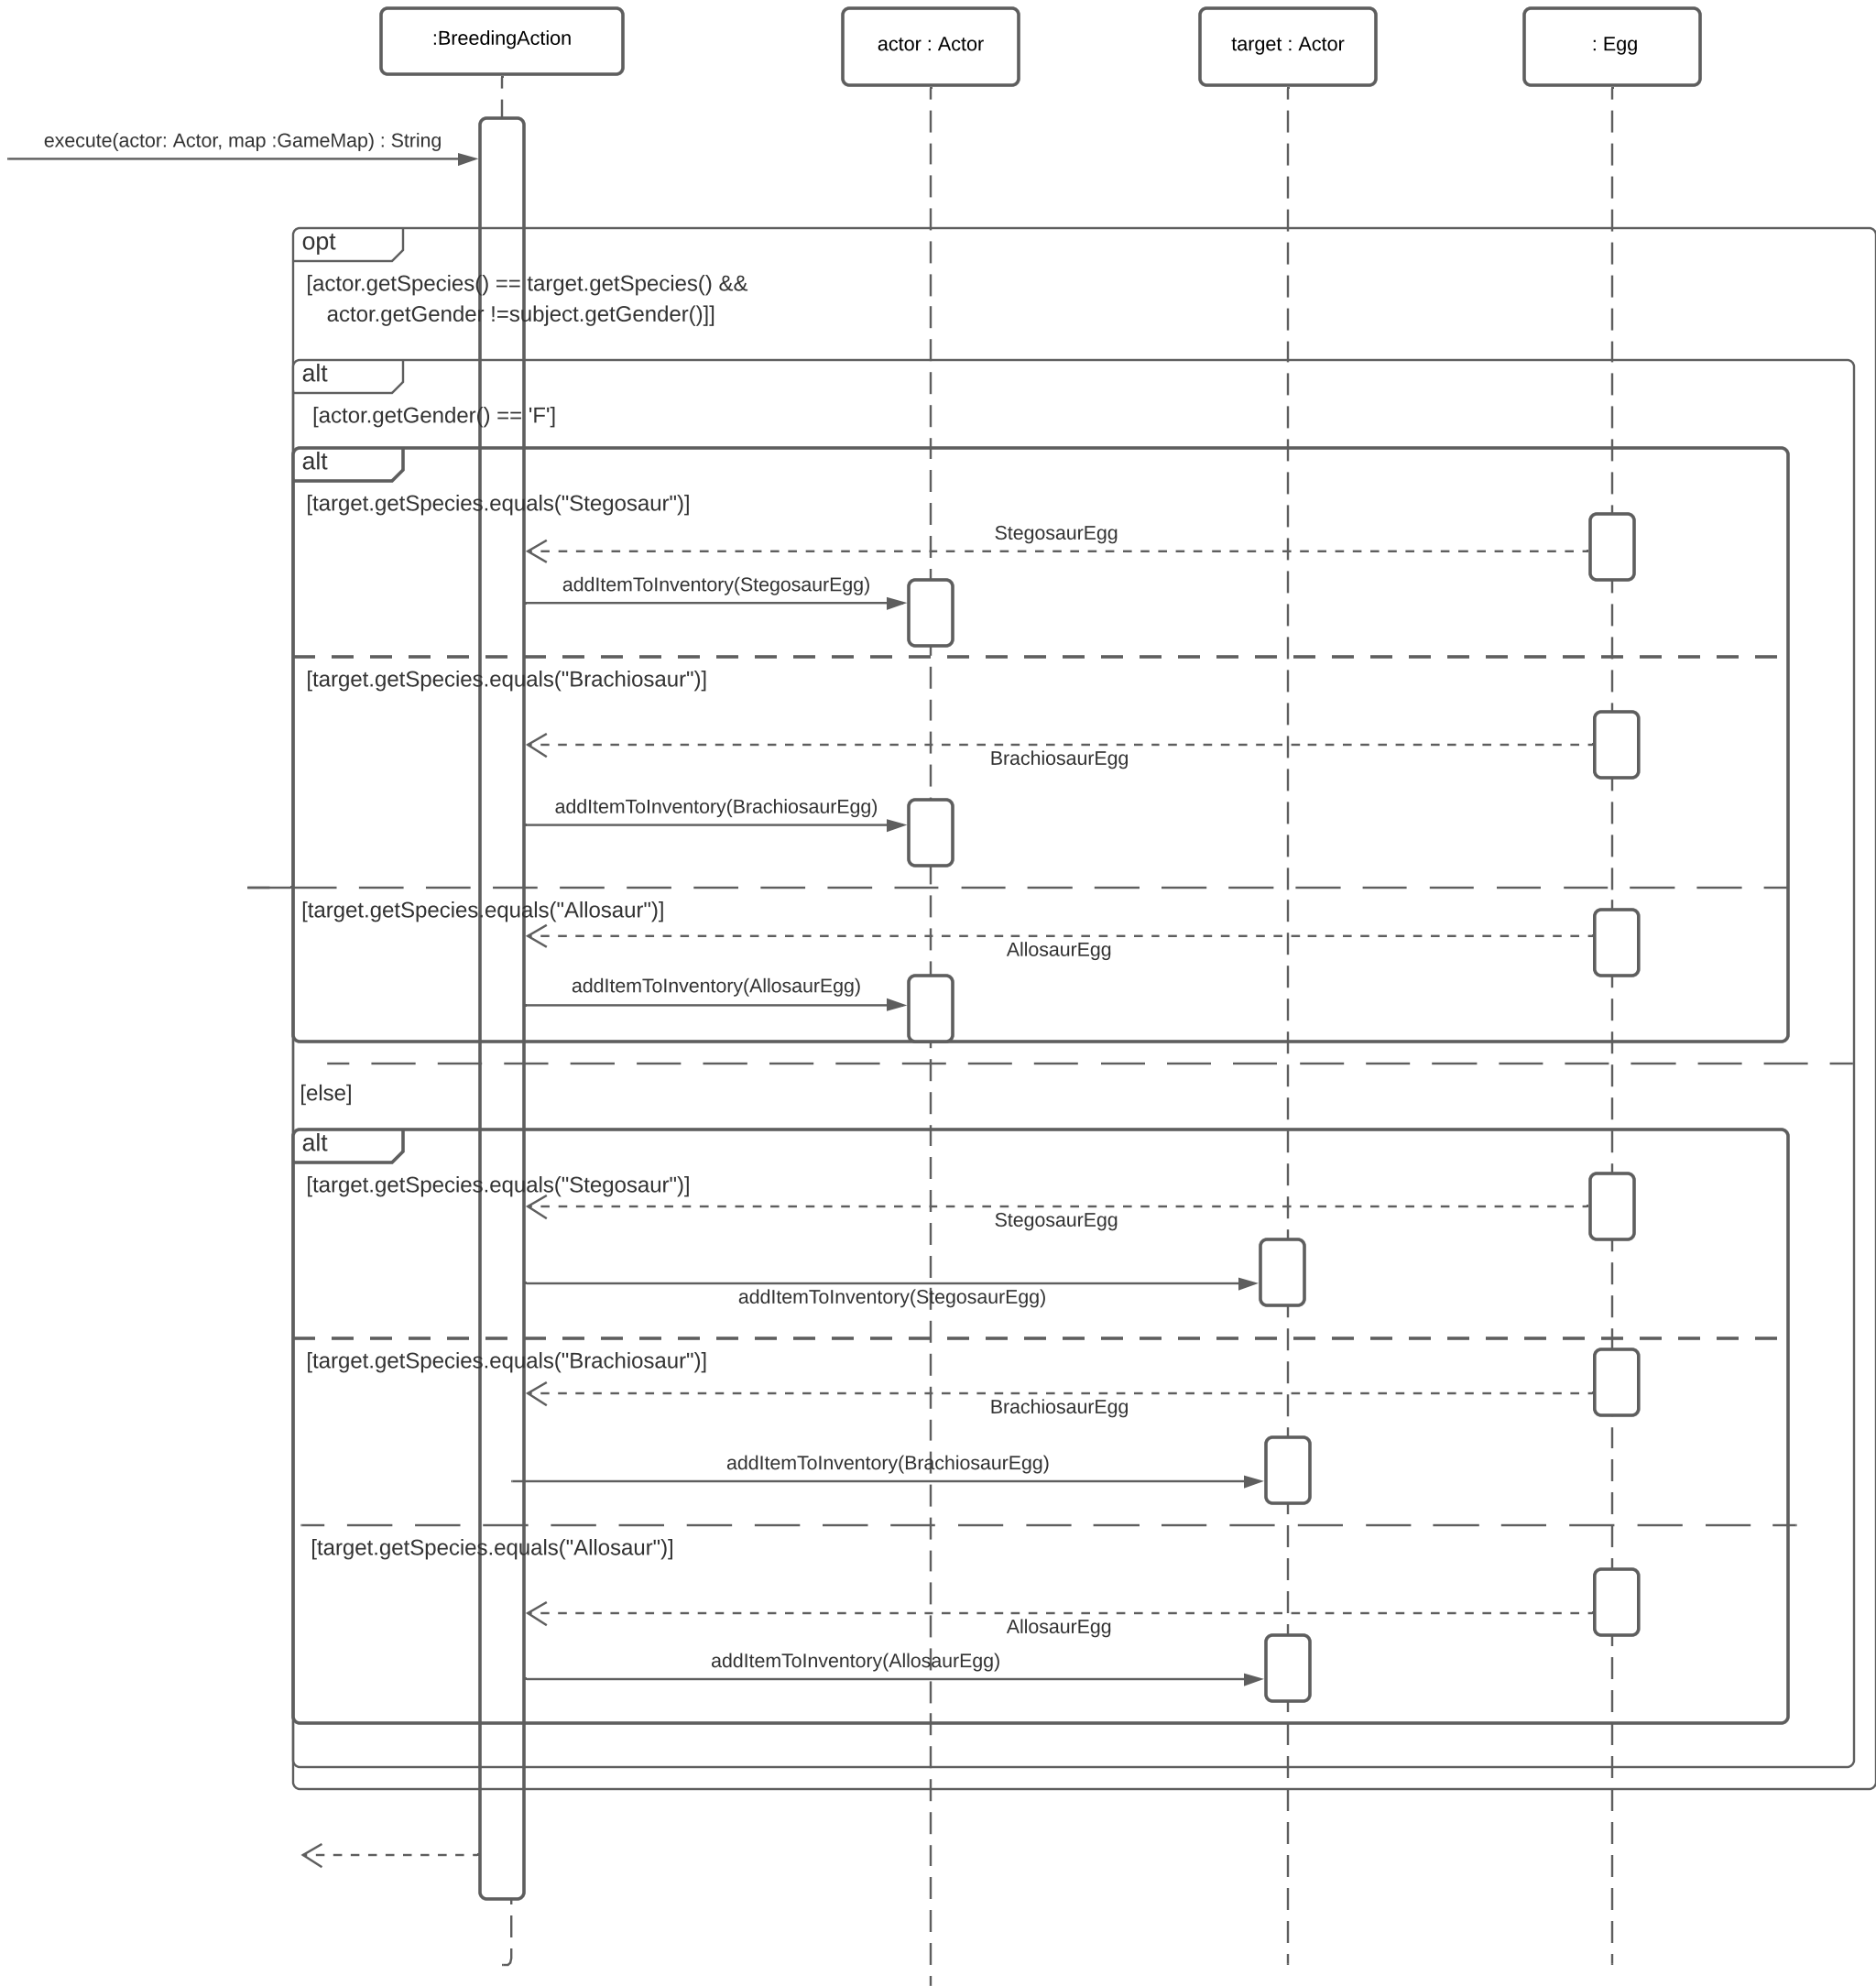 :BreedingAction
actor : Actor
target : Actor
: Egg
execute(actor: Actor, map :GameMap) : String
opt
[actor.getSpecies() == target.getSpecies() &&
actor.getGender !=subject.getGender()]]
alt
[actor.getGender() == 'F']
alt
[target.getSpecies.equals("Stegosaur")]
StegosaurEgg
addItemToInventory(StegosaurEgg)
[target.getSpecies.equals("Brachiosaur")]
BrachiosaurEgg
addItemToInventory(BrachiosaurEgg)
[target.getSpecies.equals("Allosaur")]
AllosaurEgg
addItemToInventory(AllosaurEgg)
[else]
alt
[target.getSpecies.equals("Stegosaur")]
StegosaurEgg
addItemToInventory(StegosaurEgg)
[target.getSpecies.equals("Brachiosaur")]
BrachiosaurEgg
addItemToInventory(BrachiosaurEgg)
[target.getSpecies.equals("Allosaur")]
AllosaurEgg
addItemToInventory(AllosaurEgg)